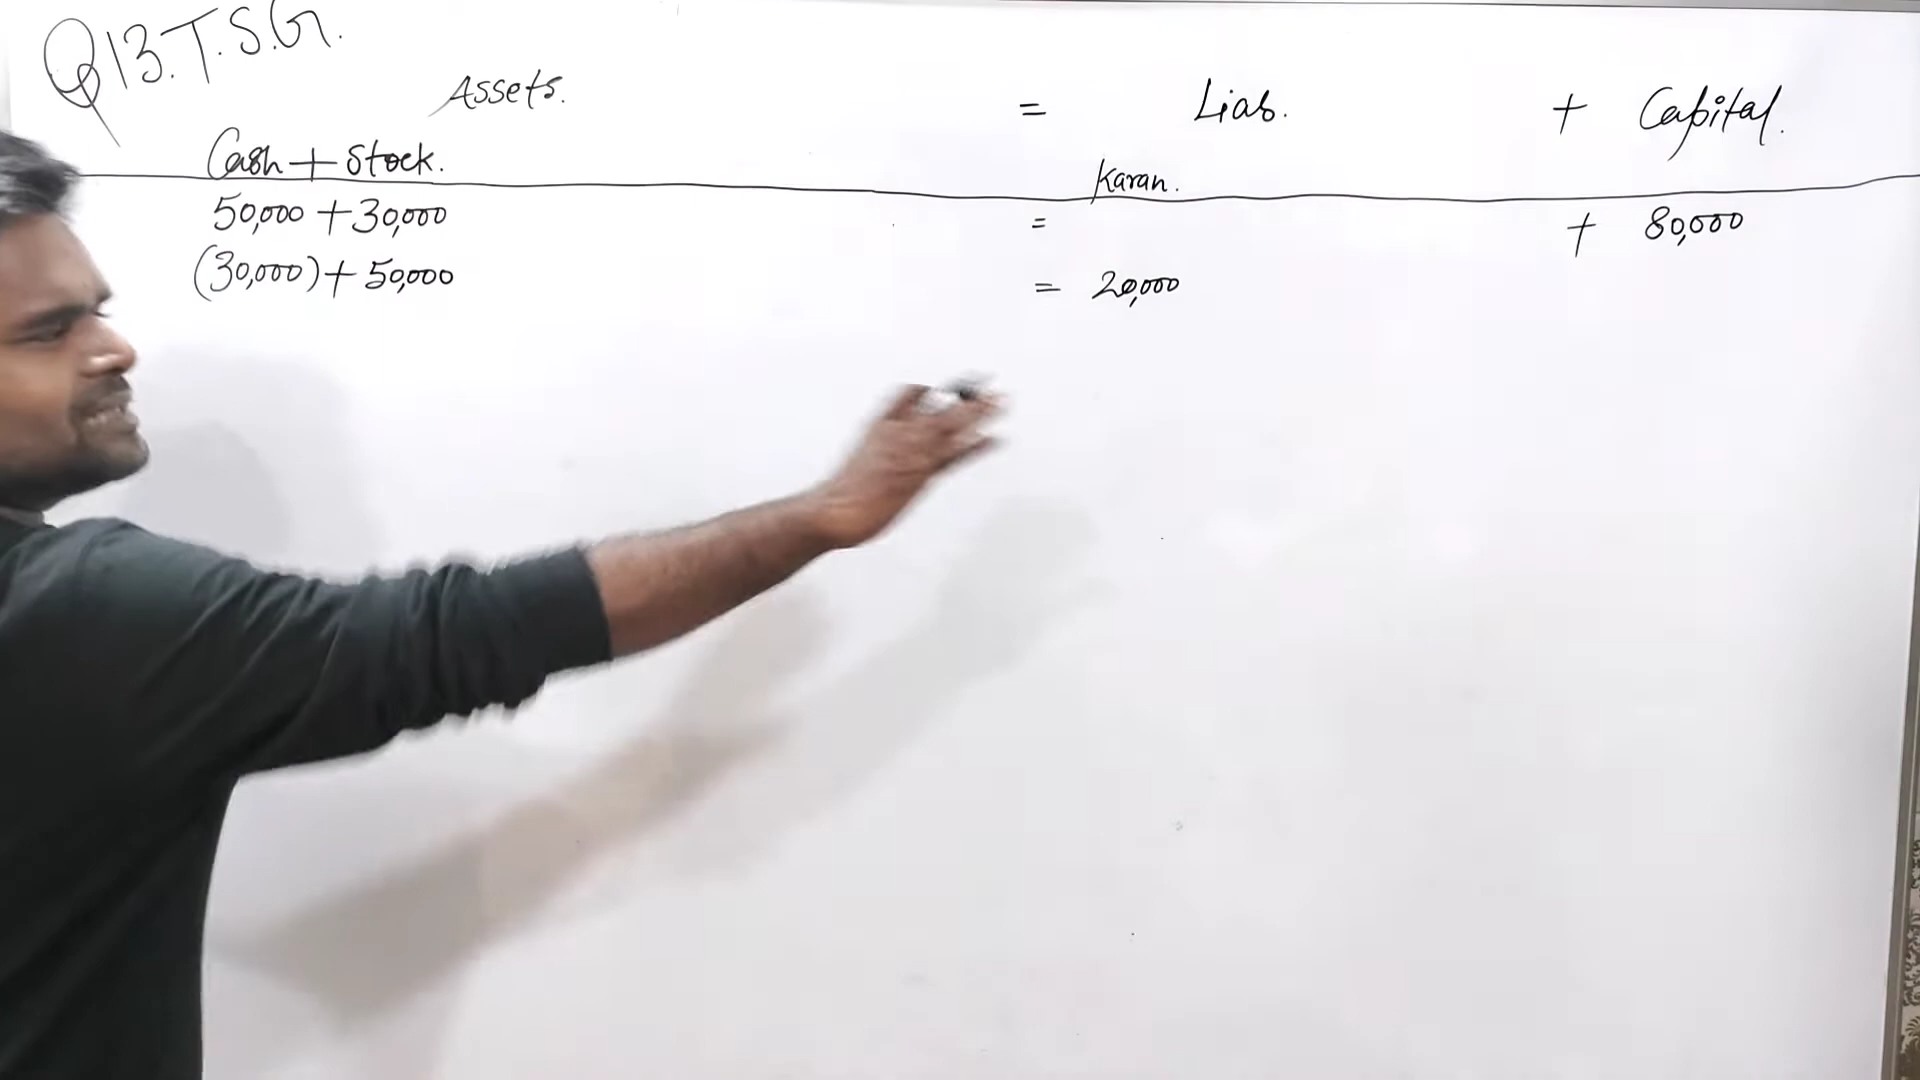 Q13. T.S.G.
Assets. = Liab. + Capital.
Cash + Stock. Karan.
50,000 + 30,000 = + 80,000
(30,000) + 50,000 = 20,000